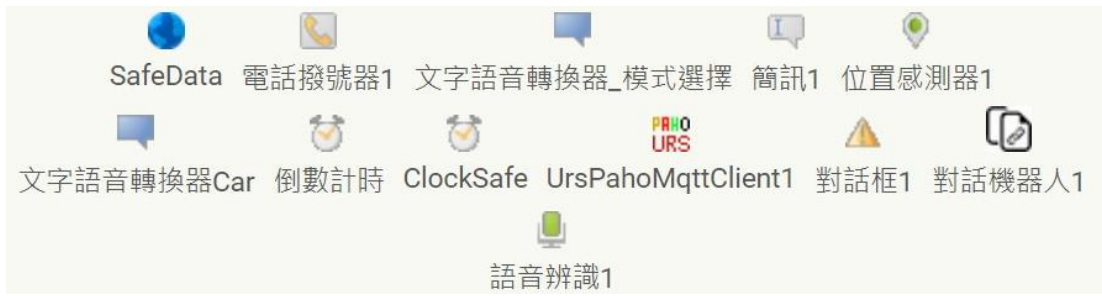 SafeData 電話撥號器1 文字語音轉換器_模式選擇 簡訊1 位置感測器1
PAHO
URS
文字語音轉換器Car 倒數計時 ClockSafe UrsPahoMqttClient1 對話框1 對話機器人1
語音辨識1